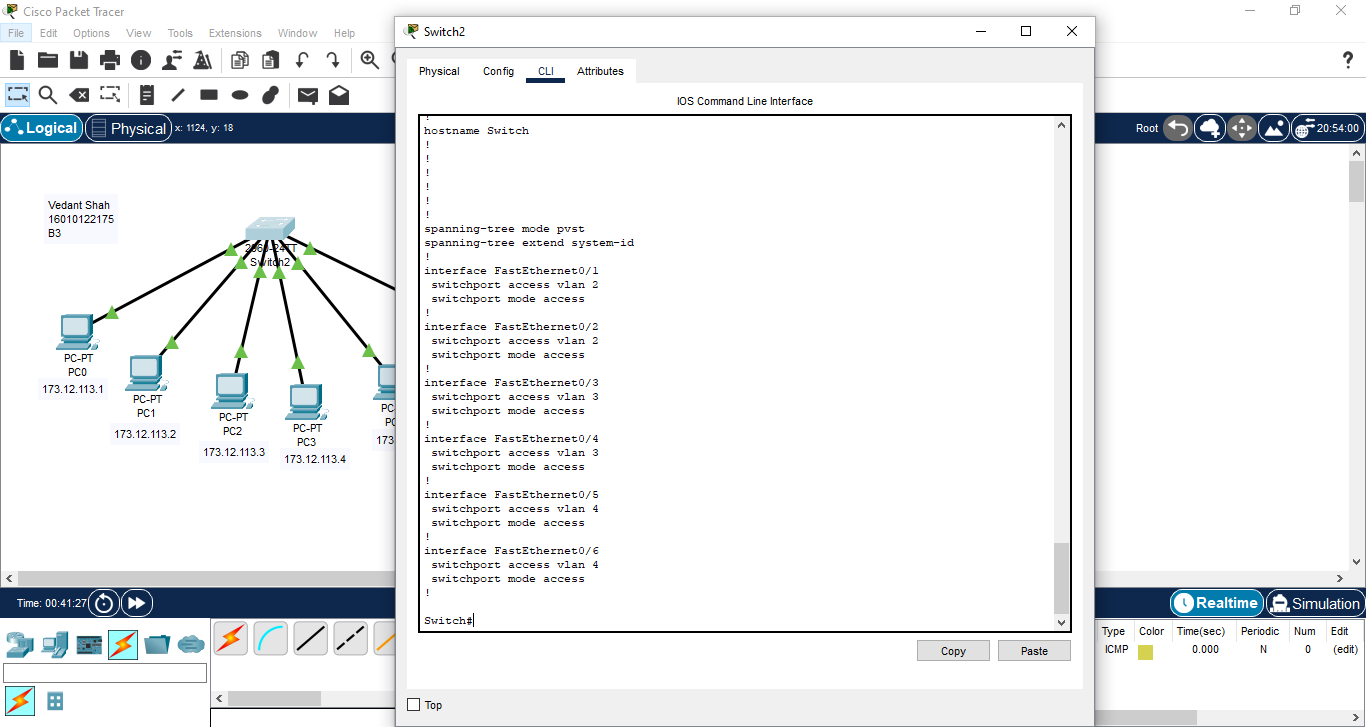 Cisco Packet Tracer
File Edit Options View Tools Extensions Window Help
Logical Physical x: 1124, y: 18
Root 20:54:00
Vedant Shah
16010122175
B3
2960-24TT
Switch2
PC-PT
PC0
173.12.113.1
PC-PT
PC1
173.12.113.2
PC-PT
PC2
173.12.113.3
PC-PT
PC3
173.12.113.4
PC
PC
173
Switch2
Physical Config CLI Attributes
IOS Command Line Interface
!
hostname Switch
!
!
!
!
!
!
spanning-tree mode pvst
spanning-tree extend system-id
!
interface FastEthernet0/1
switchport access vlan 2
switchport mode access
!
interface FastEthernet0/2
switchport access vlan 2
switchport mode access
!
interface FastEthernet0/3
switchport access vlan 3
switchport mode access
!
interface FastEthernet0/4
switchport access vlan 3
switchport mode access
!
interface FastEthernet0/5
switchport access vlan 4
switchport mode access
!
interface FastEthernet0/6
switchport access vlan 4
switchport mode access
!
Switch#
Copy Paste
Top
Time: 00:41:27
Realtime Simulation
Type Color Time(sec) Periodic Num Edit
ICMP 0.000 N 0 (edit)